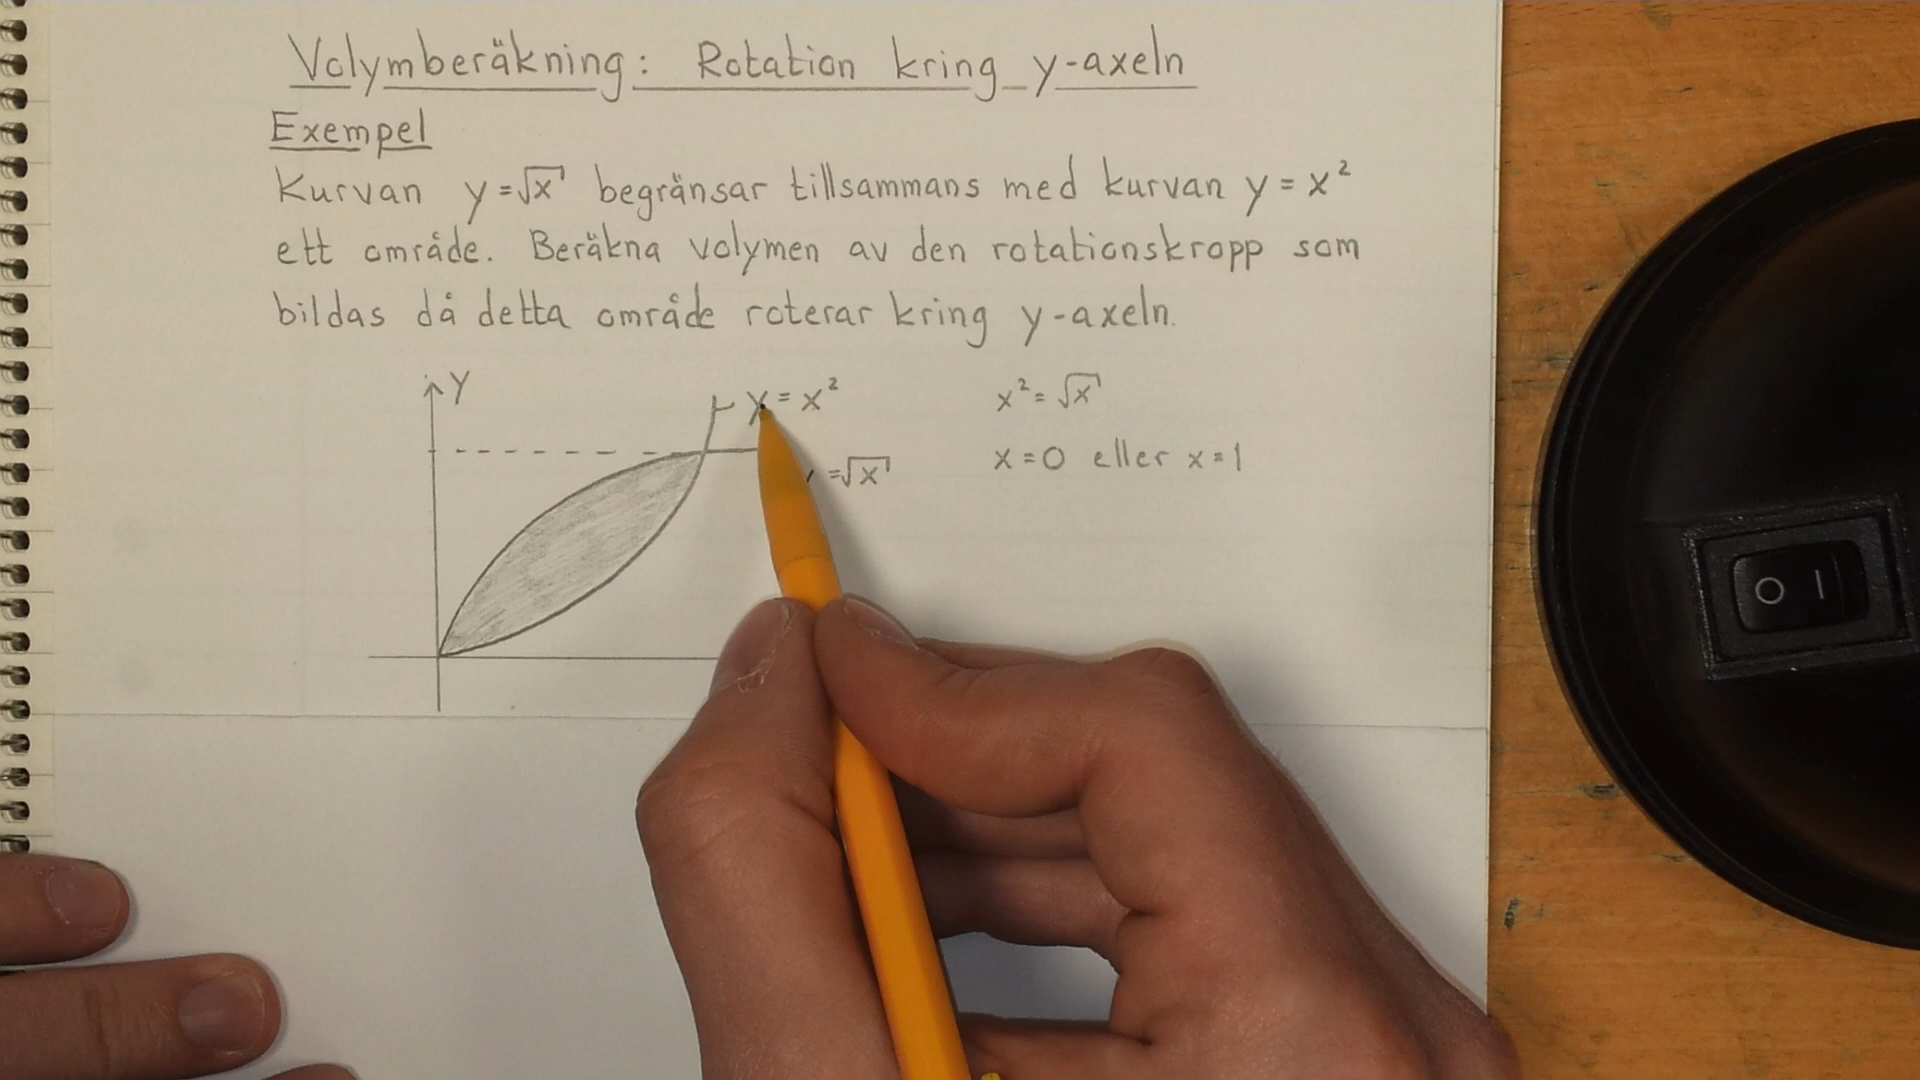 Volymberäkning: Rotation kring y-axeln
Exempel
Kurvan y = √x begränsar tillsammans med kurvan y = x²
ett område. Beräkna volymen av den rotationskropp som
bildas då detta område roterar kring y-axeln.
y
y = x²
x² = √x
= √x
x = 0 eller x = 1
O I